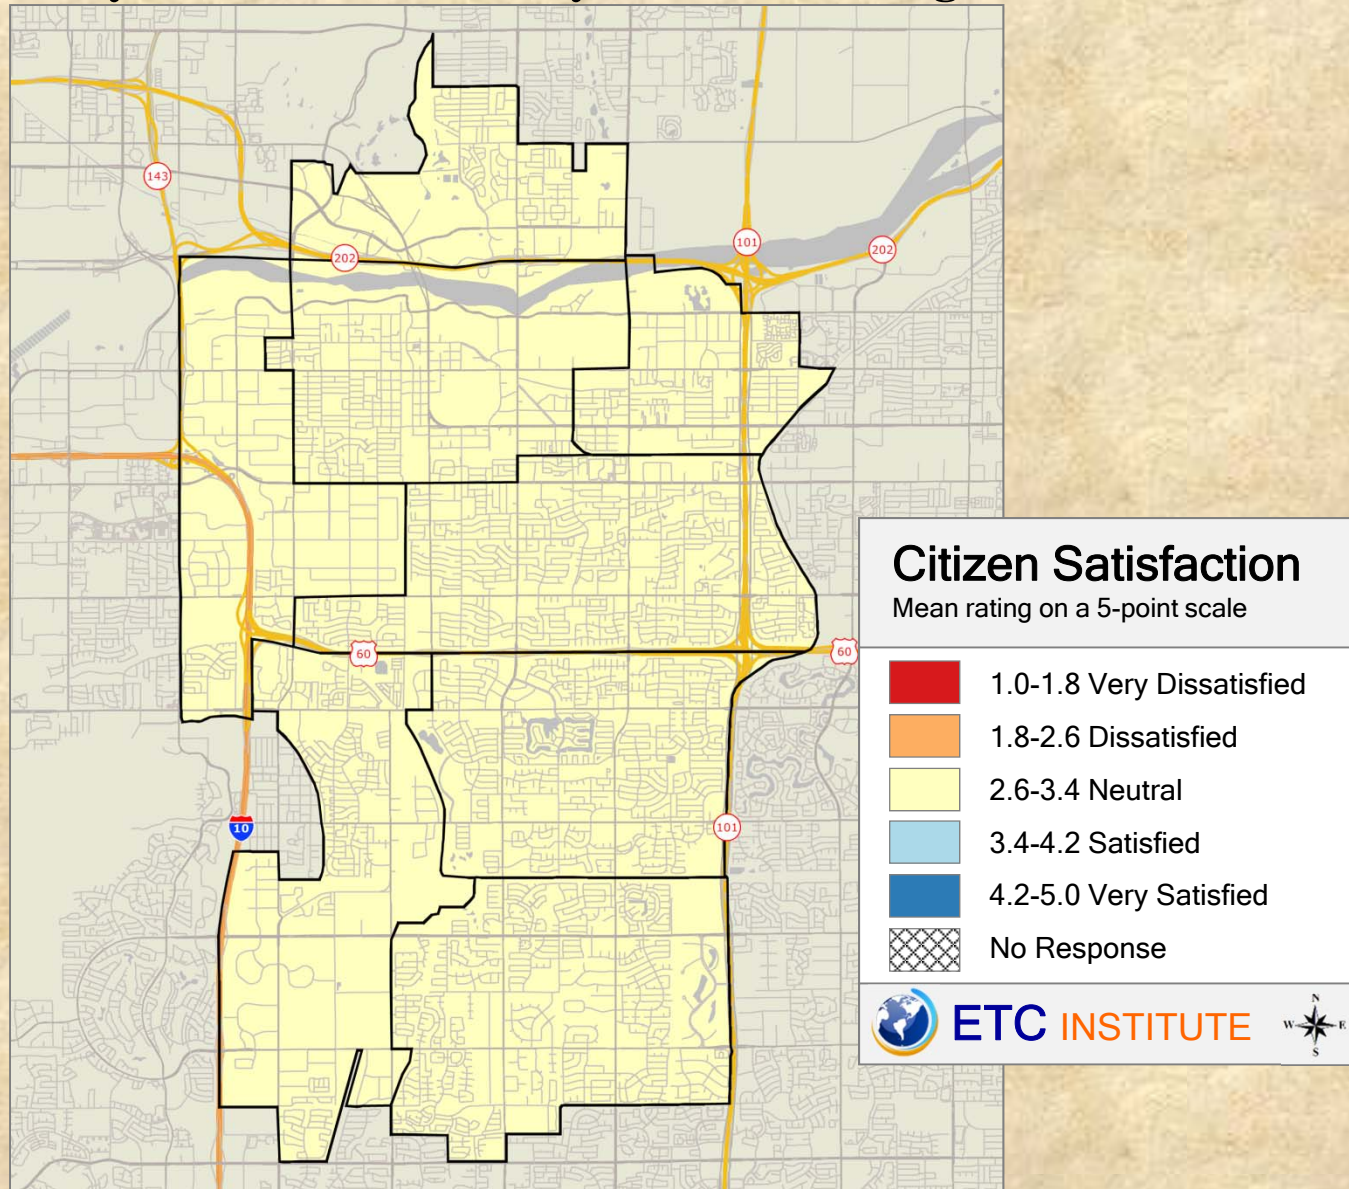 143
202
101
202
60
60
10
101
Citizen Satisfaction
Mean rating on a 5-point scale
1.0-1.8 Very Dissatisfied
1.8-2.6 Dissatisfied
2.6-3.4 Neutral
3.4-4.2 Satisfied
4.2-5.0 Very Satisfied
No Response
ETC INSTITUTE
N
W E
S